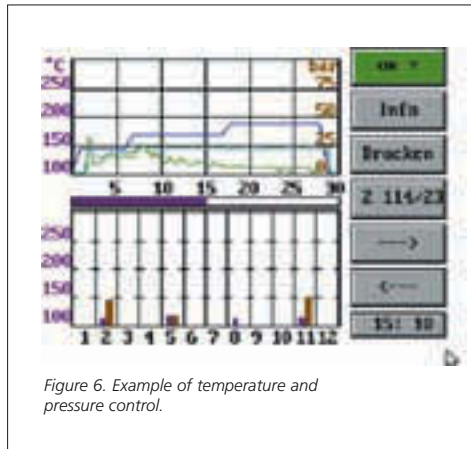 °C bar
250 75
200 50
150 25
100 0
5 10 15 20 25 30
250
200
150
100
1 2 3 4 5 6 7 8 9 10 11 12
OK
Info
Drucken
Z 114/23
--->
<---
15: 10
Figure 6. Example of temperature and
pressure control.